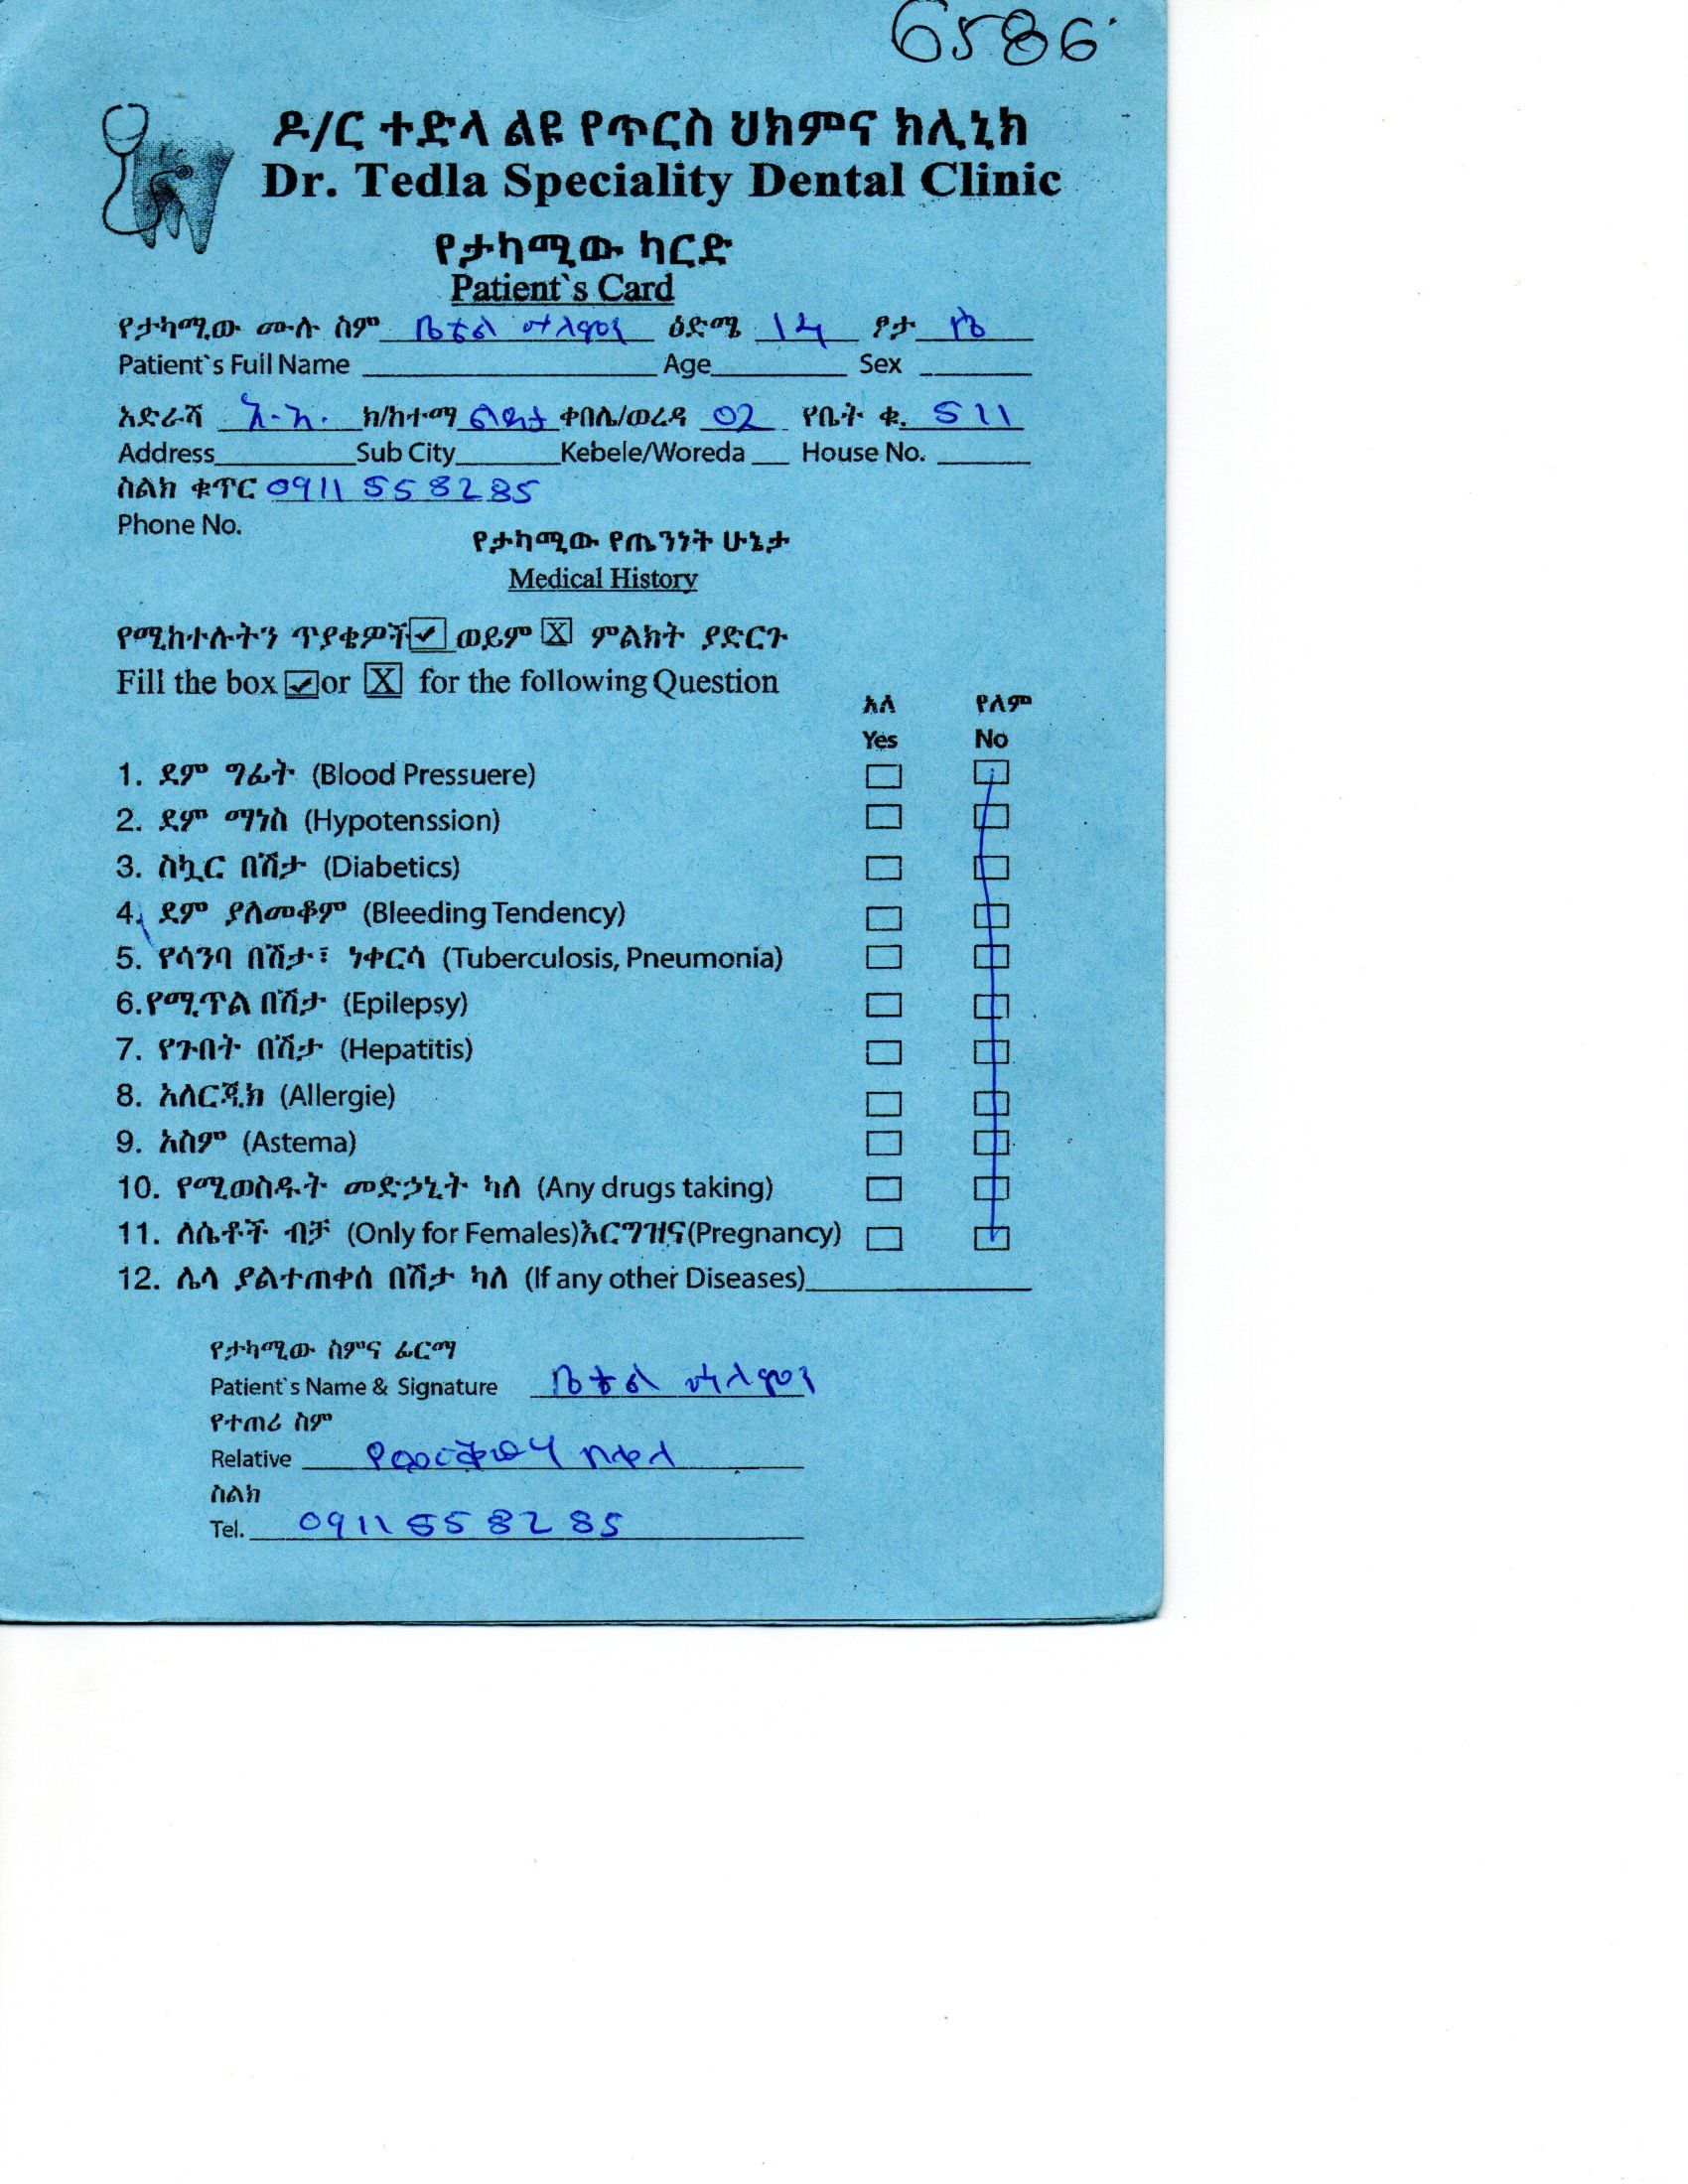 6586
ዶ/ር ተድላ ልዩ የጥርስ ህክምና ክሊኒክ
Dr. Tedla Speciality Dental Clinic
የታካሚው ካርድ
Patient`s Card
የታካሚው ሙሉ ስም ቤተል ዕድሜ 14 ፆታ ሴ
Patient`s Full Name Age Sex
አድራሻ አ.አ. ክ/ከተማ ልደታ ቀበሌ/ወረዳ 02 የቤት ቁ. 511
Address Sub City Kebele/Woreda House No.
ስልክ ቁጥር 0911 558285
Phone No.
የታካሚው የጤንነት ሁኔታ
Medical History
የሚከተሉትን ጥያቄዎች ✓ ወይም X ምልክት ያድርጉ
Fill the box ✓ or X for the following Question
አለ የለም
Yes No
1. ደም ግፊት (Blood Pressuere)
2. ደም ማነስ (Hypotenssion)
3. ስኳር በሽታ (Diabetics)
4. ደም ያለመቆም (Bleeding Tendency)
5. የሳንባ በሽታ፣ ነቀርሳ (Tuberculosis, Pneumonia)
6. የሚጥል በሽታ (Epilepsy)
7. የጉበት በሽታ (Hepatitis)
8. አለርጂክ (Allergie)
9. አስም (Astema)
10. የሚወስዱት መድኃኒት ካለ (Any drugs taking)
11. ለሴቶች ብቻ (Only for Females)እርግዝና(Pregnancy)
12. ሌላ ያልተጠቀሰ በሽታ ካለ (If any other Diseases)
የታካሚው ስምና ፊርማ
Patient`s Name & Signature ቤተል
የተጠሪ ስም
Relative
ስልክ
Tel. 0911 558285